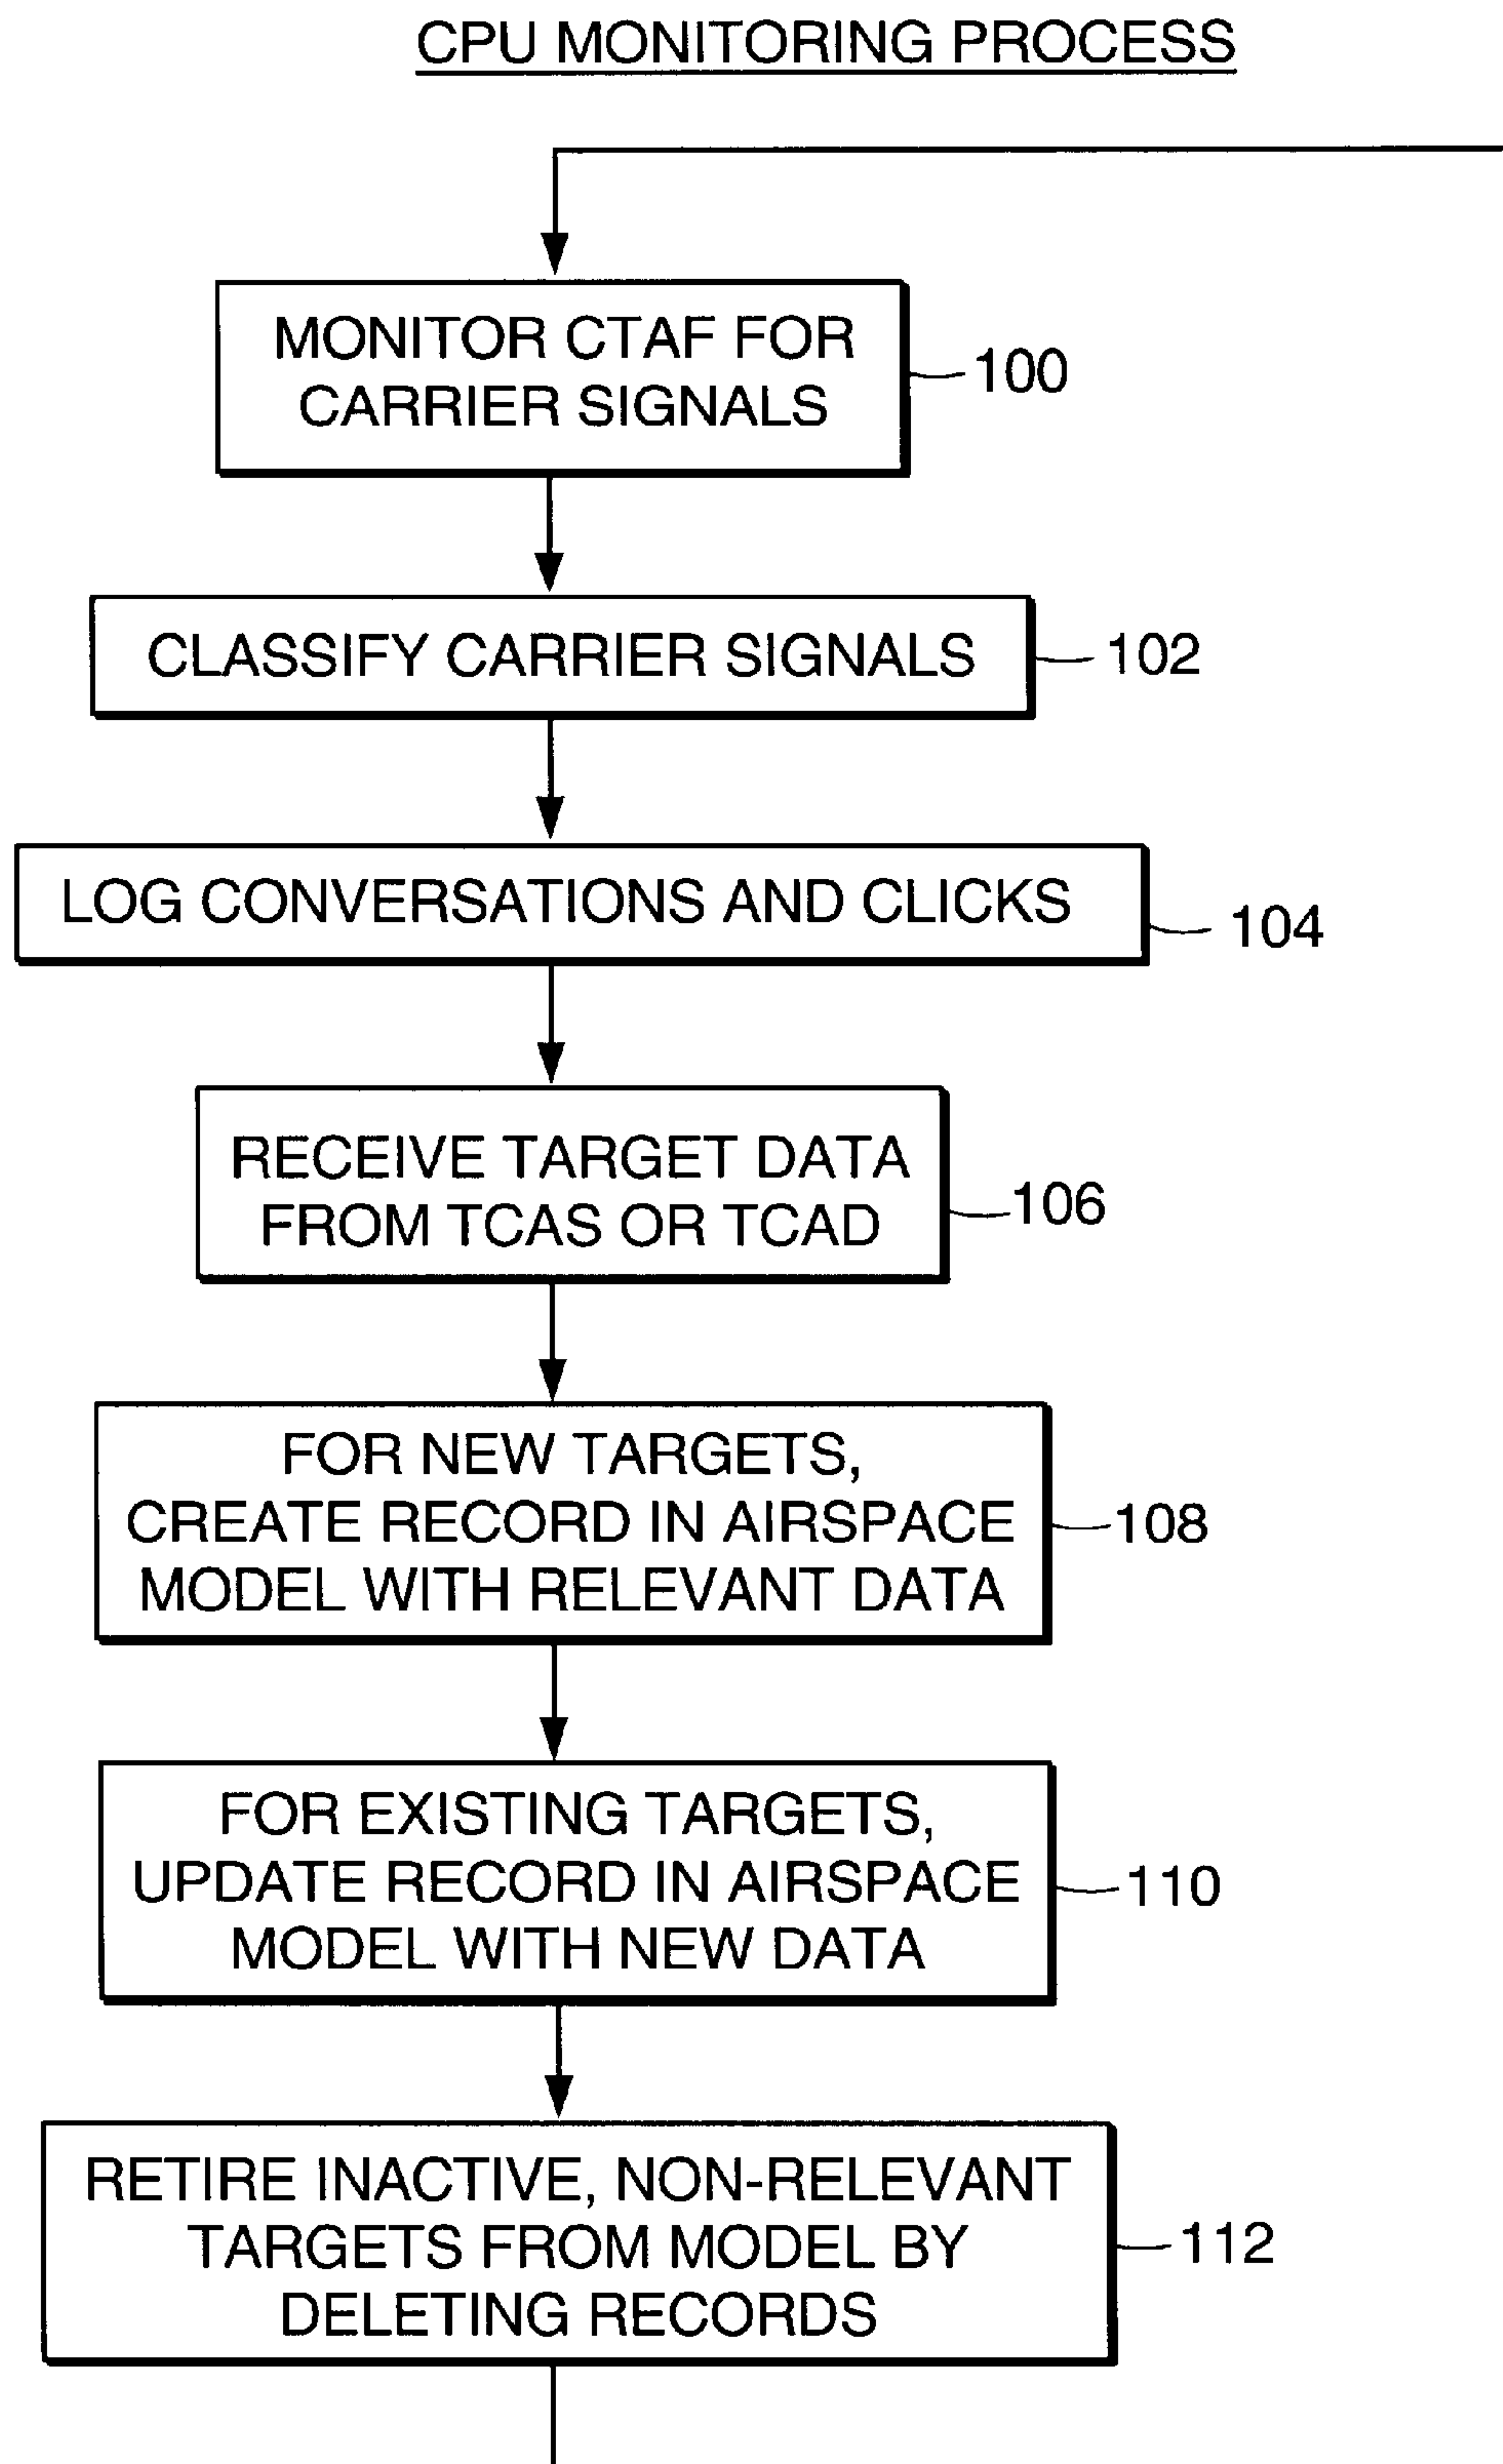 CPU MONITORING PROCESS
MONITOR CTAF FOR
CARRIER SIGNALS
100
CLASSIFY CARRIER SIGNALS
102
LOG CONVERSATIONS AND CLICKS
104
RECEIVE TARGET DATA
FROM TCAS OR TCAD
106
FOR NEW TARGETS,
CREATE RECORD IN AIRSPACE
MODEL WITH RELEVANT DATA
108
FOR EXISTING TARGETS,
UPDATE RECORD IN AIRSPACE
MODEL WITH NEW DATA
110
RETIRE INACTIVE, NON-RELEVANT
TARGETS FROM MODEL BY
DELETING RECORDS
112